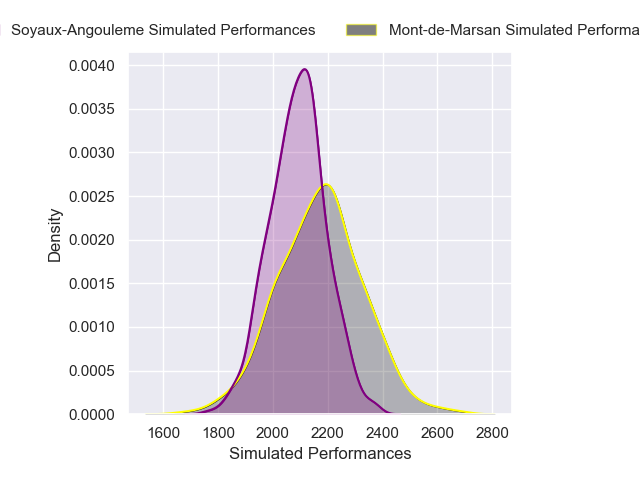 Soyaux-Angouleme Simulated Performances Mont-de-Marsan Simulated Performa
0.0040
0.0035
0.0030
0.0025
0.0020
0.0015
0.0010
0.0005
0.0000
Density
1600 1800 2000 2200 2400 2600 2800
Simulated Performances